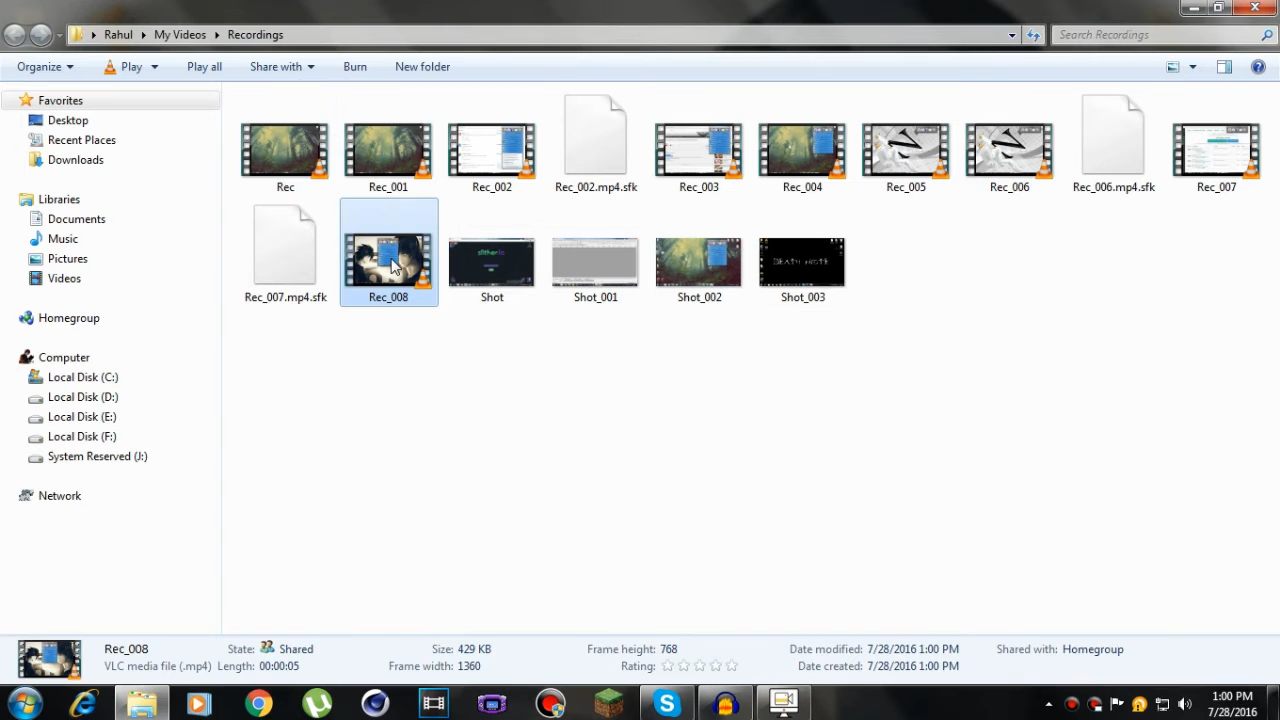 Rahul My Videos Recordings Search Recordings
Organize Play Play all Share with Burn New folder
Favorites
Desktop
Recent Places
Downloads
Libraries
Documents
Music
Pictures
Videos
Homegroup
Computer
Local Disk (C:)
Local Disk (D:)
Local Disk (E:)
Local Disk (F:)
System Reserved (J:)
Network
Rec Rec_001 Rec_002 Rec_002.mp4.sfk Rec_003 Rec_004 Rec_005 Rec_006 Rec_006.mp4.sfk Rec_007
slither.io
DEATH NOTE
Rec_007.mp4.sfk Rec_008 Shot Shot_001 Shot_002 Shot_003
Rec_008 State: Shared Size: 429 KB Frame height: 768 Date modified: 7/28/2016 1:00 PM Shared with: Homegroup
VLC media file (.mp4) Length: 00:00:05 Frame width: 1360 Rating: Date created: 7/28/2016 1:00 PM
1:00 PM
7/28/2016